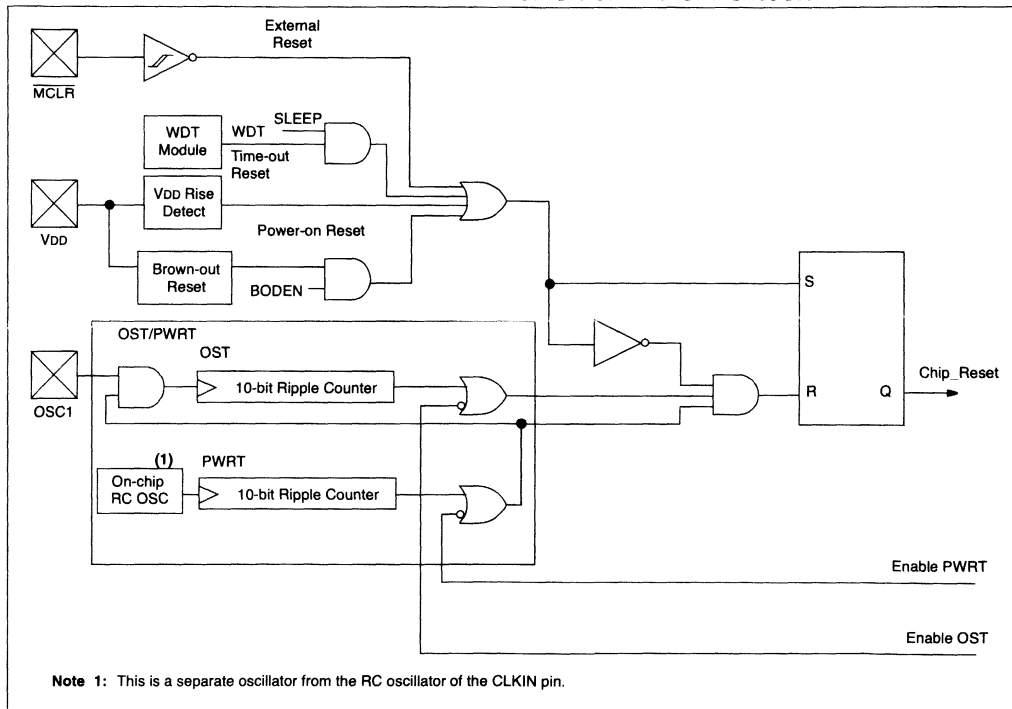 External
Reset
MCLR
SLEEP
WDT
Module
WDT
Time-out
Reset
VDD Rise
Detect
VDD
Power-on Reset
Brown-out
Reset
BODEN
S
OST/PWRT
OST
10-bit Ripple Counter
OSC1
Chip_Reset
R
Q
(1)
PWRT
On-chip
RC OSC
10-bit Ripple Counter
Enable PWRT
Enable OST
Note 1: This is a separate oscillator from the RC oscillator of the CLKIN pin.